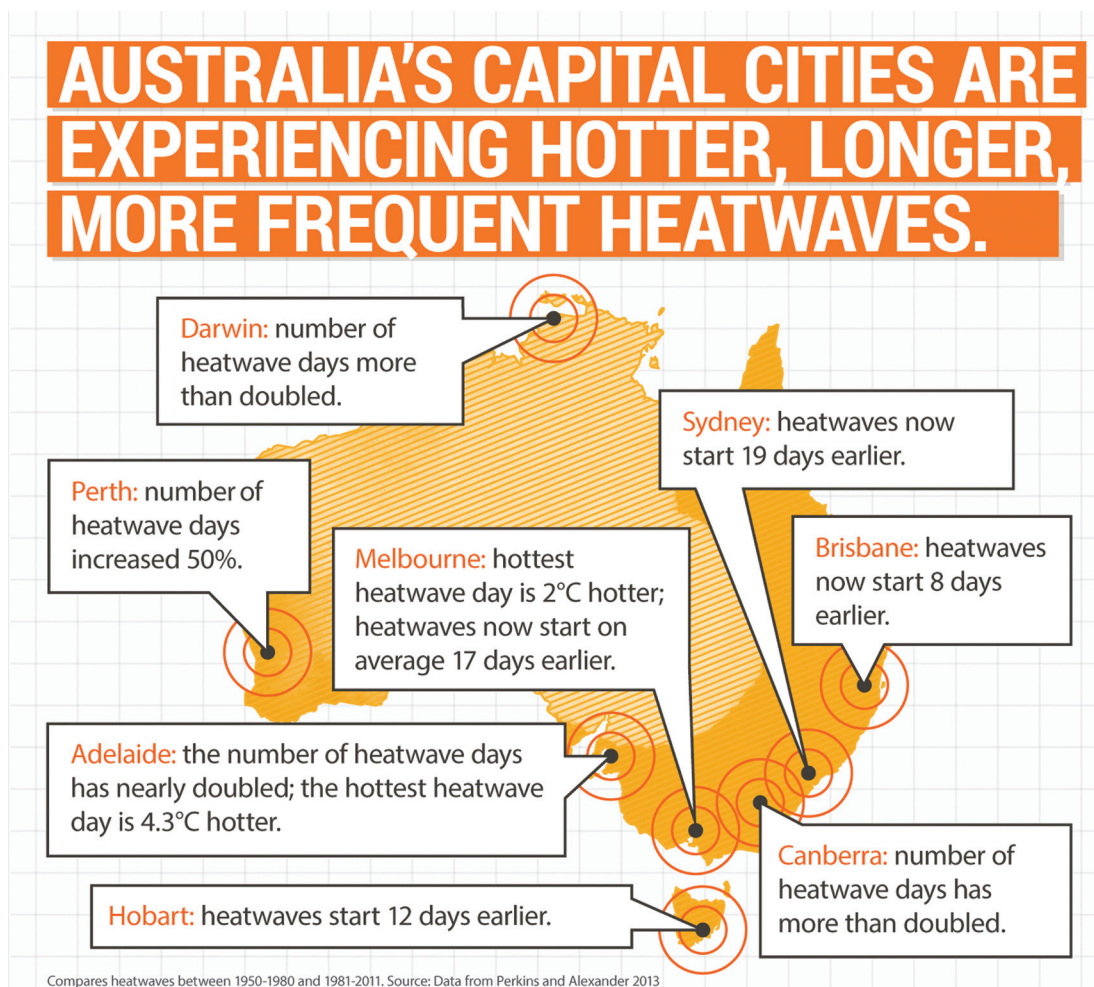 AUSTRALIA'S CAPITAL CITIES ARE
EXPERIENCING HOTTER, LONGER,
MORE FREQUENT HEATWAVES.
Darwin: number of
heatwave days more
than doubled.
Sydney: heatwaves now
start 19 days earlier.
Perth: number of
heatwave days
increased 50%.
Melbourne: hottest
heatwave day is 2°C hotter;
heatwaves now start on
average 17 days earlier.
Brisbane: heatwaves
now start 8 days
earlier.
Adelaide: the number of heatwave days
has nearly doubled; the hottest heatwave
day is 4.3°C hotter.
Canberra: number of
heatwave days has
more than doubled.
Hobart: heatwaves start 12 days earlier.
Compares heatwaves between 1950-1980 and 1981-2011. Source: Data from Perkins and Alexander 2013